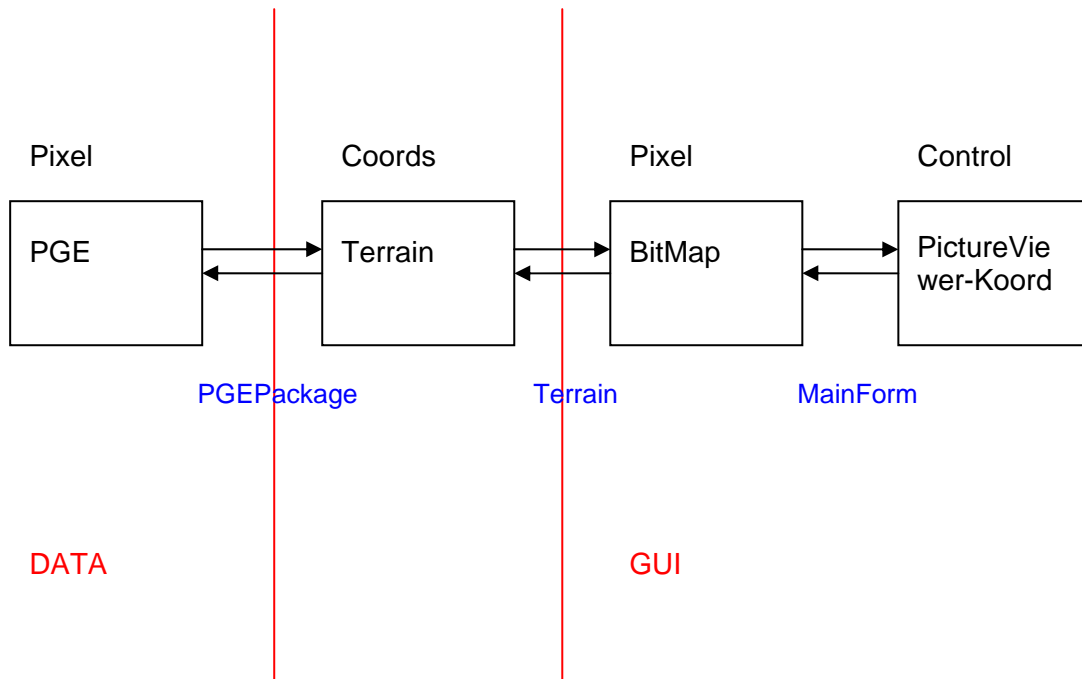 Pixel
Coords
Pixel
Control
PGE
Terrain
BitMap
PictureVie
wer-Koord
PGEPackage
Terrain
MainForm
DATA
GUI